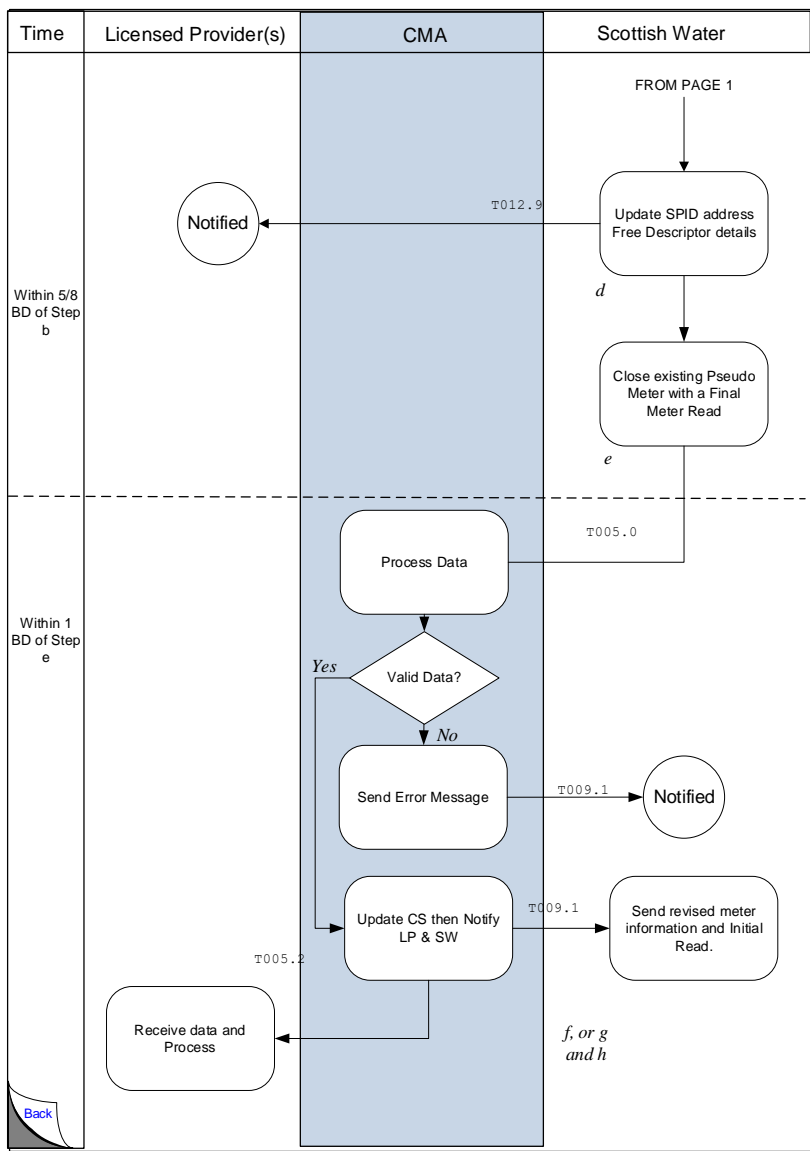 Time
Licensed Provider(s)
CMA
Scottish Water
FROM PAGE 1
T012.9
Notified
Update SPID address
Free Descriptor details
d
Within 5/8
BD of Step
b
Close existing Pseudo
Meter with a Final
Meter Read
e
T005.0
Process Data
Within 1
BD of Step
e
Yes
Valid Data?
No
Send Error Message
T009.1
Notified
Update CS then Notify
LP & SW
T009.1
Send revised meter
information and Initial
Read.
T005.2
Receive data and
Process
f, or g
and h
Back